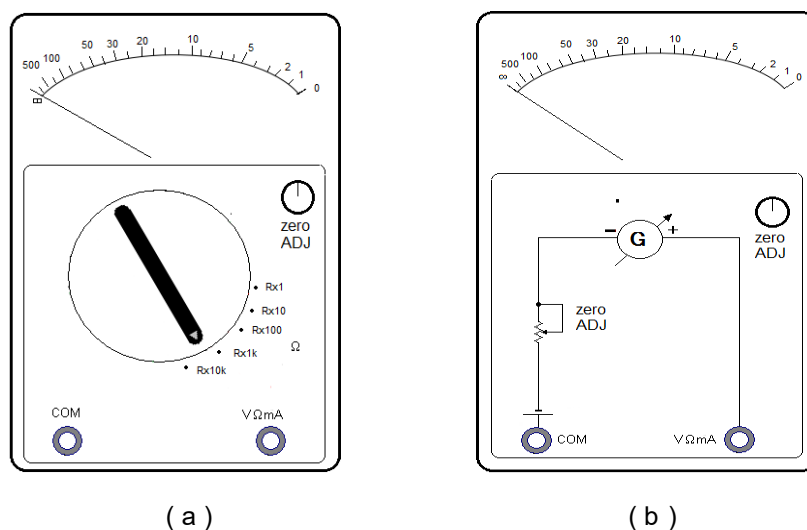 500 100 50 30 20 10 5 2 1 0
zero
ADJ
Rx1
Rx10
Rx100
Rx1k
Rx10k
Ω
COM
VΩmA
( a )
∞ 500 100 50 30 20 10 5 2 1 0
G
− +
zero
ADJ
zero
ADJ
COM
VΩmA
( b )